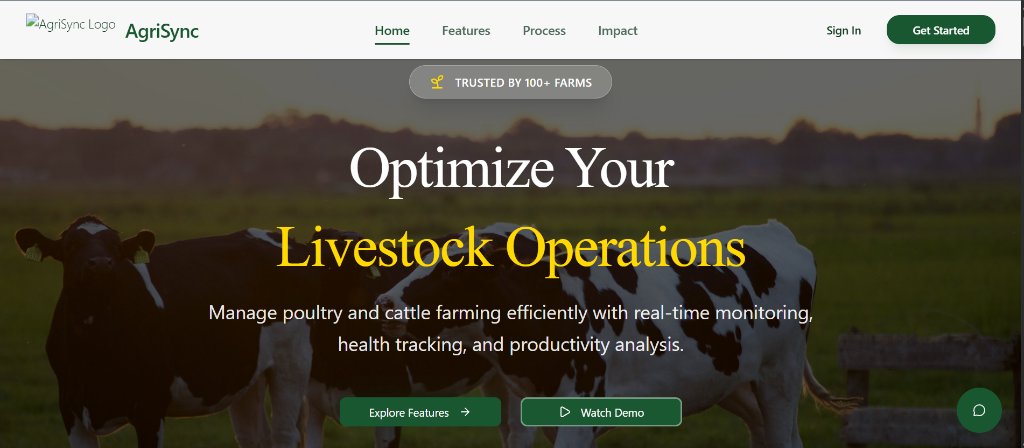 AgriSync Logo
AgriSync
Home
Features
Process
Impact
Sign In
Get Started
TRUSTED BY 100+ FARMS
Optimize Your
Livestock Operations
Manage poultry and cattle farming efficiently with real-time monitoring,
health tracking, and productivity analysis.
Explore Features
Watch Demo